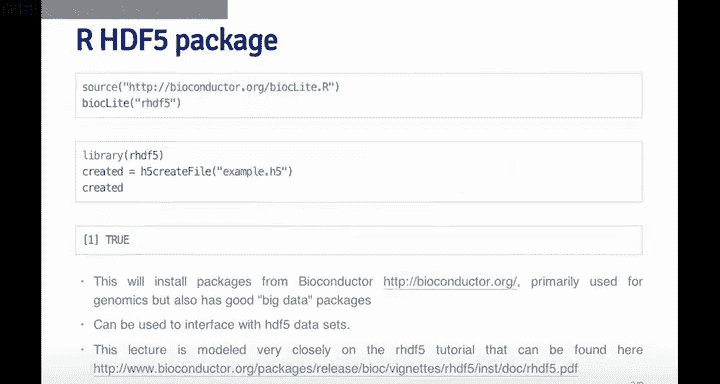 R HDF5 package
source("http://bioconductor.org/biocLite.R")
biocLite("rhdf5")
library(rhdf5)
created = h5createFile("example.h5")
created
[1] TRUE
· This will install packages from Bioconductor http://bioconductor.org/, primarily used for
genomics but also has good "big data" packages
· Can be used to interface with hdf5 data sets.
· This lecture is modeled very closely on the rhdf5 tutorial that can be found here
http://www.bioconductor.org/packages/release/bioc/vignettes/rhdf5/inst/doc/rhdf5.pdf